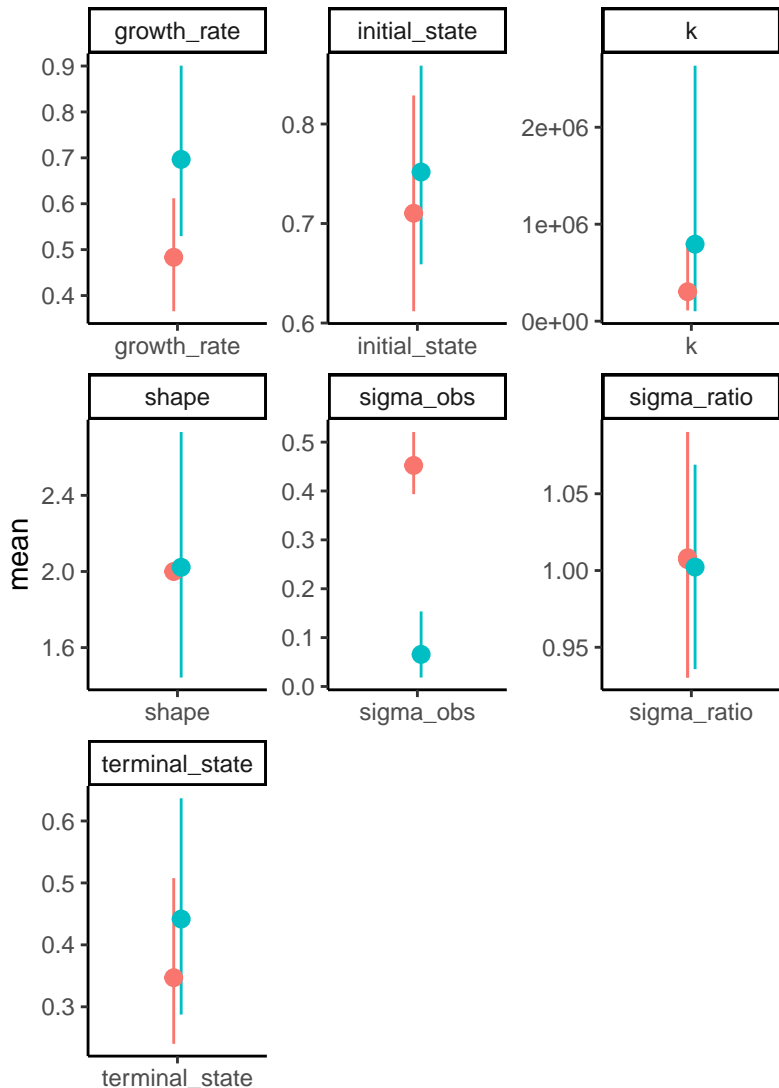 growth_rate initial_state k
0.9
0.8
0.7
0.6
0.5
0.4
growth_rate
0.8
0.7
0.6
initial_state
2e+06
1e+06
0e+00
k
shape sigma_obs sigma_ratio
mean
2.4
2.0
1.6
shape
0.5
0.4
0.3
0.2
0.1
0.0
sigma_obs
1.05
1.00
0.95
sigma_ratio
terminal_state
0.6
0.5
0.4
0.3
terminal_state